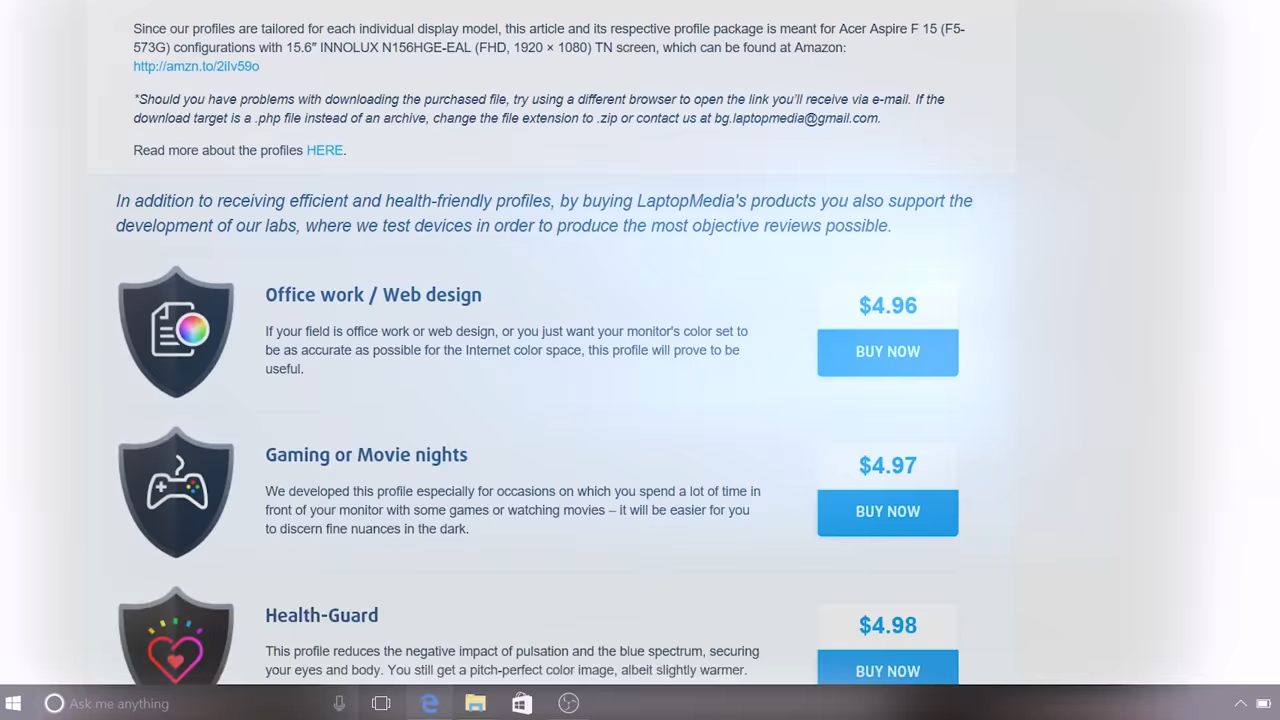 Since our profiles are tailored for each individual display model, this article and its respective profile package is meant for Acer Aspire F 15 (F5-
573G) configurations with 15.6″ INNOLUX N156HGE-EAL (FHD, 1920 × 1080) TN screen, which can be found at Amazon:
http://amzn.to/2iIv59o
*Should you have problems with downloading the purchased file, try using a different browser to open the link you'll receive via e-mail. If the
download target is a .php file instead of an archive, change the file extension to .zip or contact us at bg.laptopmedia@gmail.com.
Read more about the profiles HERE.
In addition to receiving efficient and health-friendly profiles, by buying LaptopMedia's products you also support the
development of our labs, where we test devices in order to produce the most objective reviews possible.
Office work / Web design
If your field is office work or web design, or you just want your monitor's color set to
be as accurate as possible for the Internet color space, this profile will prove to be
useful.
$4.96
BUY NOW
Gaming or Movie nights
We developed this profile especially for occasions on which you spend a lot of time in
front of your monitor with some games or watching movies – it will be easier for you
to discern fine nuances in the dark.
$4.97
BUY NOW
Health-Guard
This profile reduces the negative impact of pulsation and the blue spectrum, securing
your eyes and body. You still get a pitch-perfect color image, albeit slightly warmer.
$4.98
BUY NOW
Ask me anything